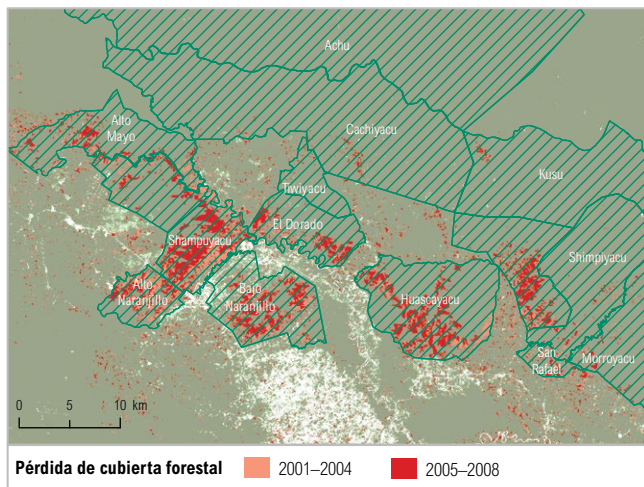 Achu
Alto
Mayo
Cachiyacu
Kusu
Tiwiyacu
El Dorado
Shampuyacu
Shimpiyacu
Alto
Naranjillo
Bajo
Naranjillo
Huascayacu
San
Rafael
Morroyacu
0 5 10 km
Pérdida de cubierta forestal 2001–2004 2005–2008